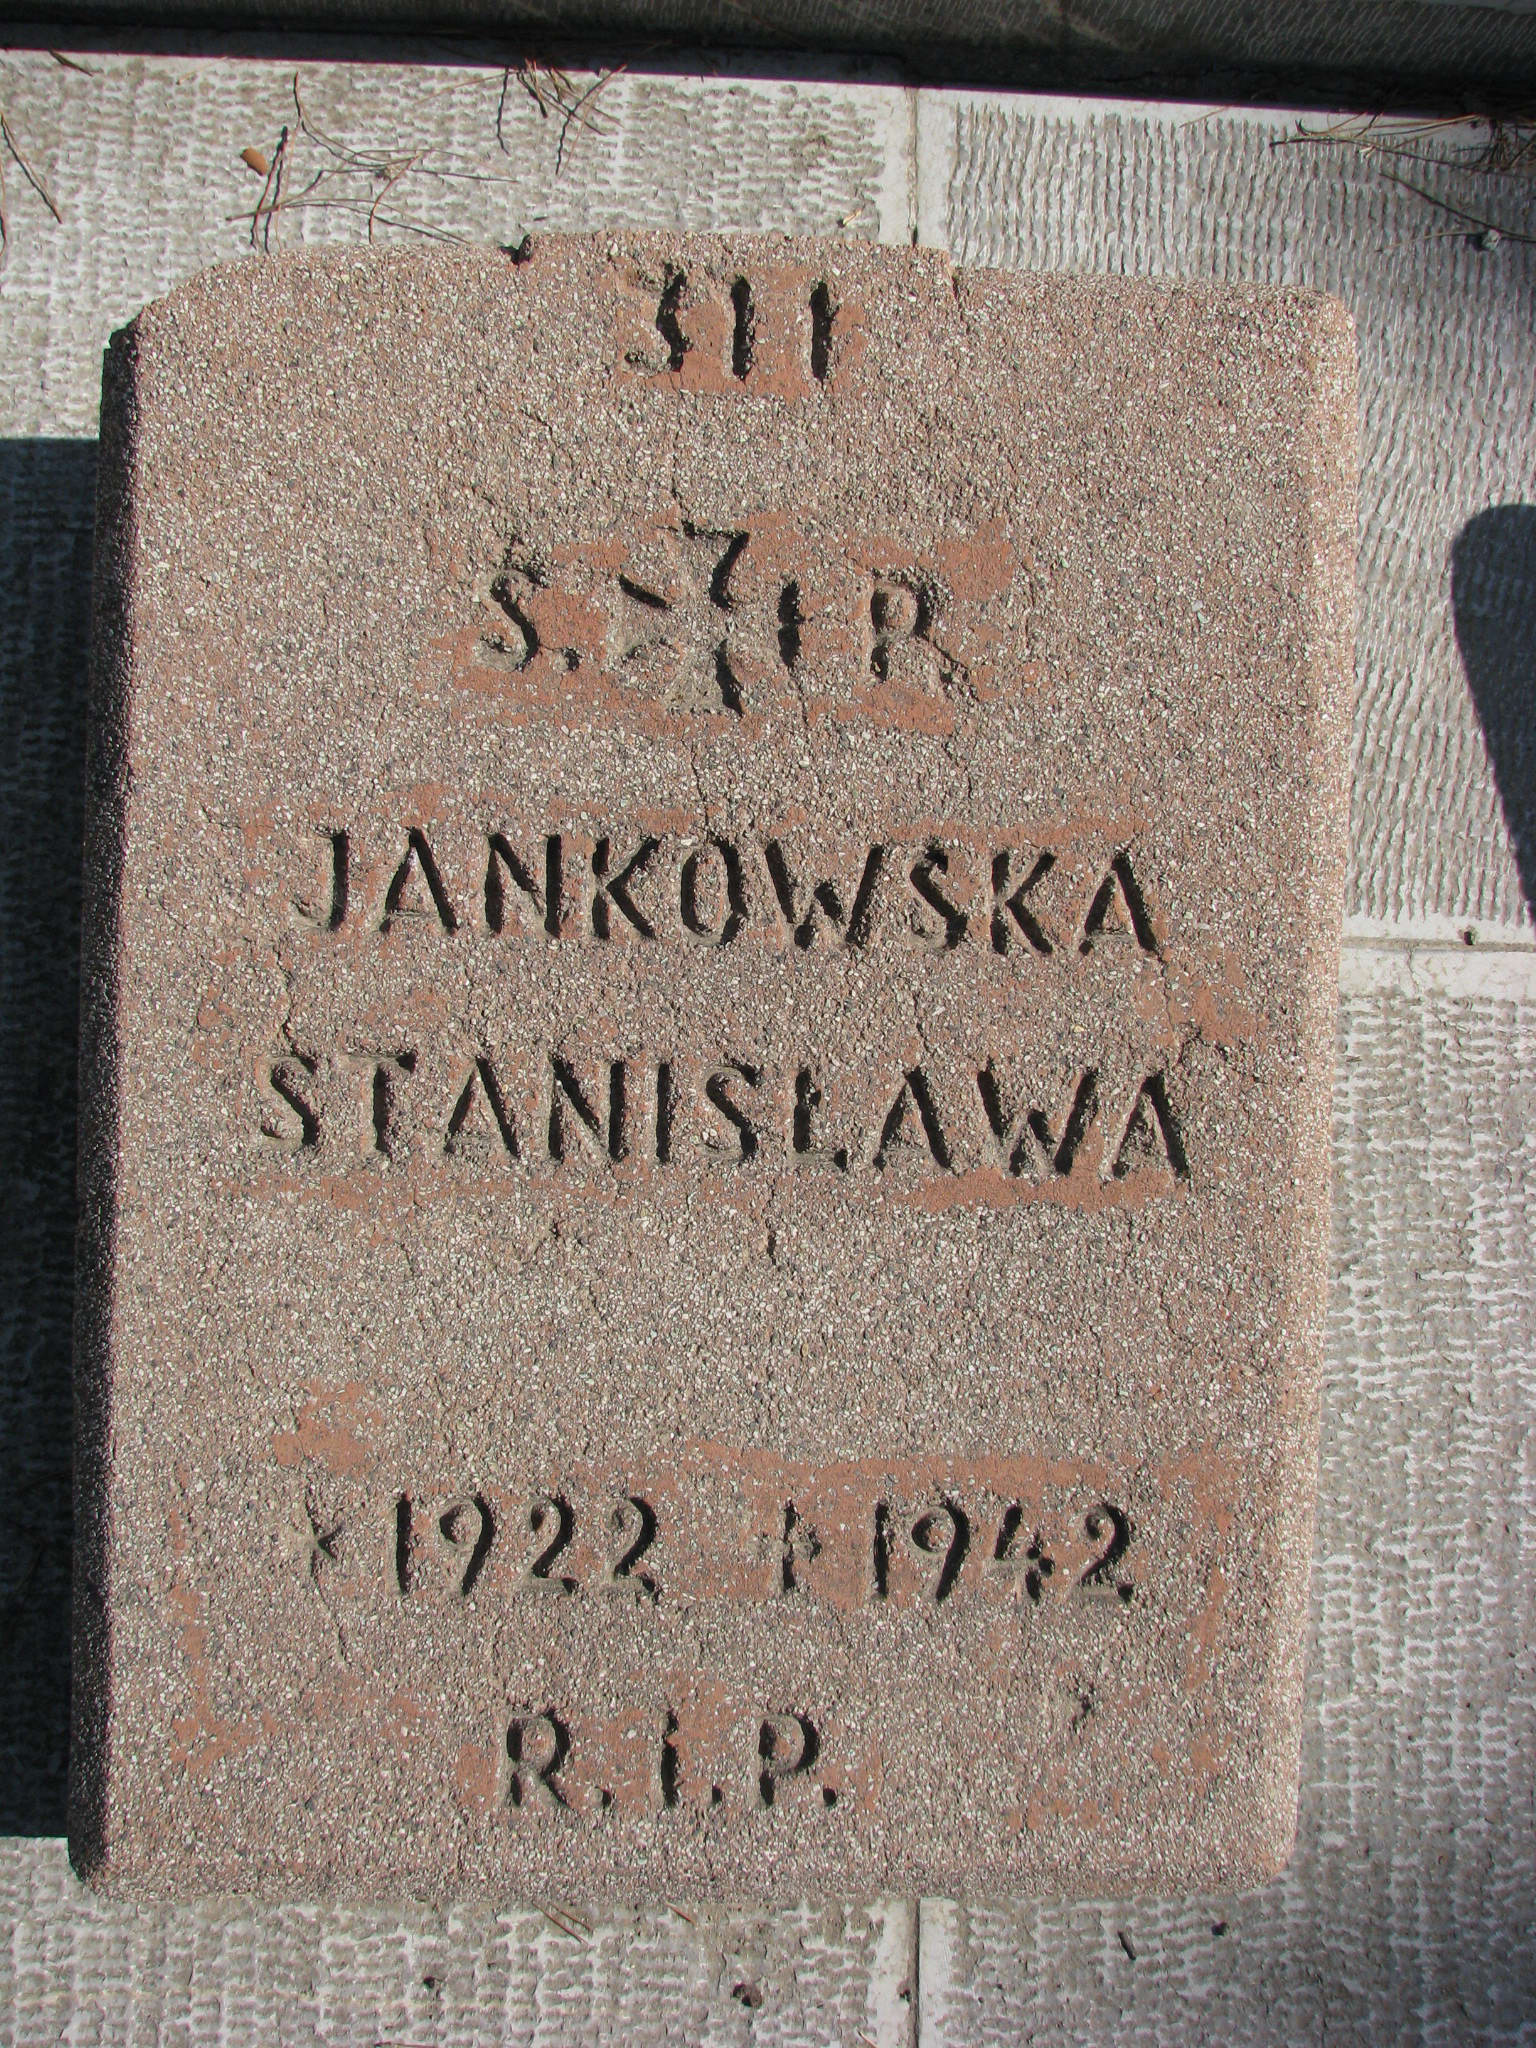 311
S. R
JANKOWSKA
STANISŁAWA
1922 1942
R.I.P.